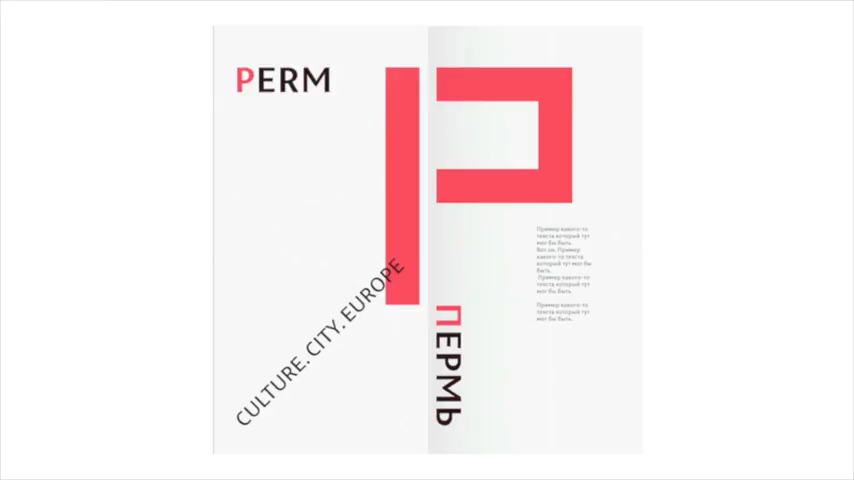 PERM
CULTURE. CITY. EUROPE
Пример какого-то
текста который тут
мог бы быть.
Вот он. Пример
какого-то текста
который тут мог бы
быть.
Пример какого-то
текста который тут
мог бы быть.
Пример какого-то
текста который тут
мог бы быть.
ПЕРМЬ